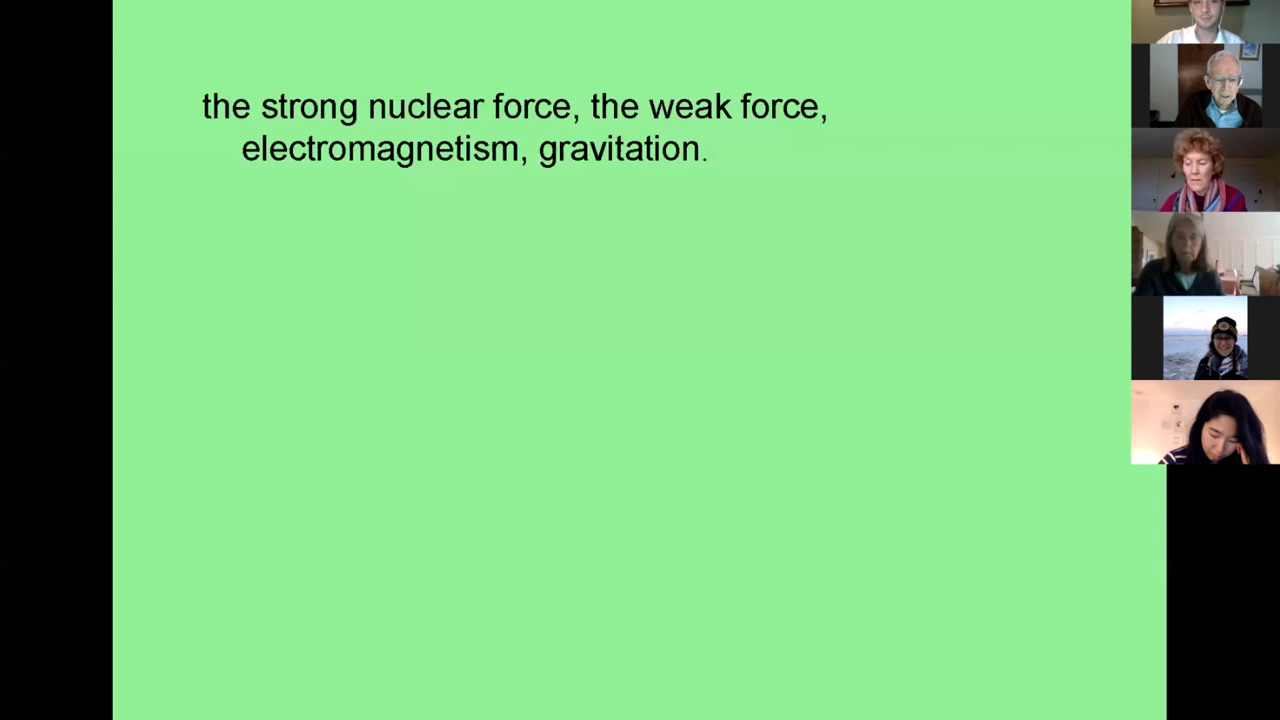 the strong nuclear force, the weak force,
electromagnetism, gravitation.